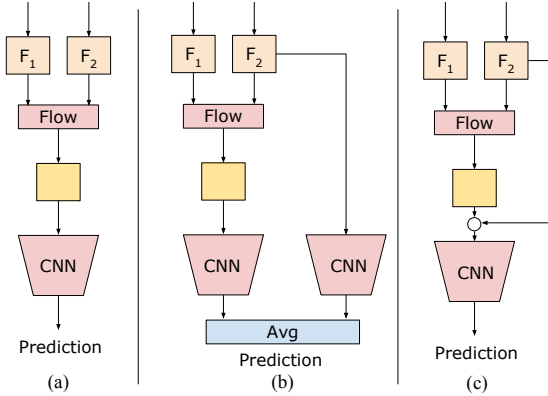 F1 F2
Flow
CNN
Prediction
(a)
F1 F2
Flow
CNN CNN
Avg
Prediction
(b)
F1 F2
Flow
CNN
Prediction
(c)